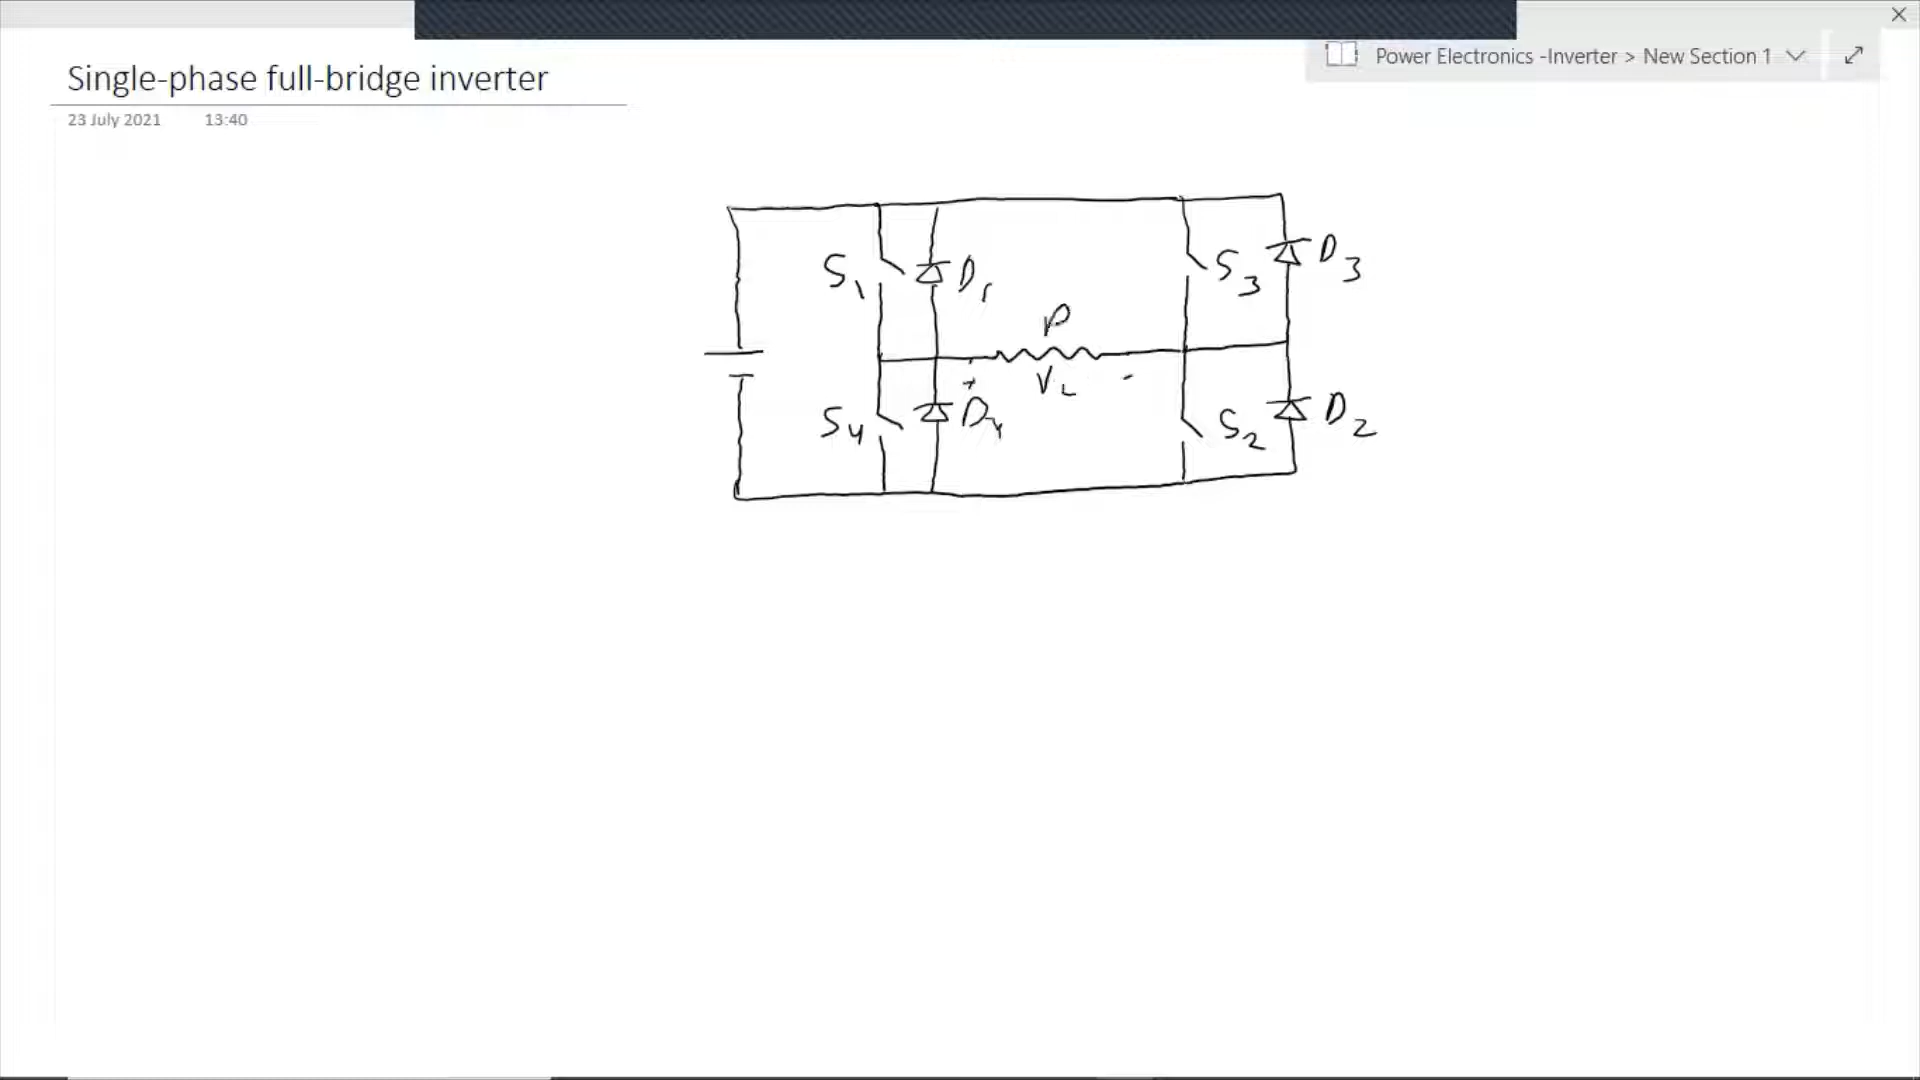 Power Electronics -Inverter > New Section 1
Single-phase full-bridge inverter
23 July 2021 13:40
S1 D1 S3 D3
R
+ VL -
S4 D4 S2 D2